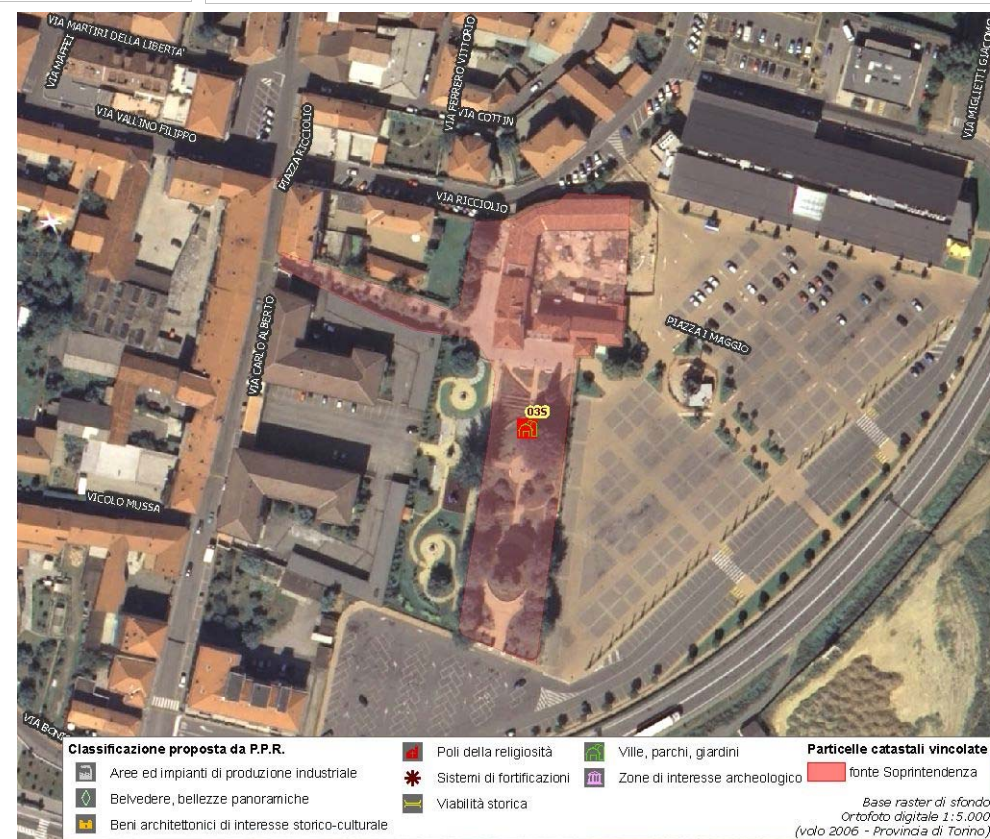 VIA MARTIRI DELLA LIBERTA'
VIA MAFFEI
VIA VALLINO FILIPPO
PIAZZA RICCIOLIO
VIA FERRERO VITTORIO
VIA COTTIN
VIA MIGLIETTI GIACOMO
VIA RICCIOLIO
VIA CARLO ALBERTO
PIAZZA I MAGGIO
03S
VICOLO MUSSA
Classificazione proposta da P.P.R.
Aree ed impianti di produzione industriale
Belvedere, bellezze panoramiche
Beni architettonici di interesse storico-culturale
Poli della religiosità
Sistemi di fortificazioni
Viabilità storica
Ville, parchi, giardini
Zone di interesse archeologico
Particelle catastali vincolate
fonte Soprintendenza
Base raster di sfondo
Ortofoto digitale 1:5.000
(volo 2006 - Provincia di Torino)